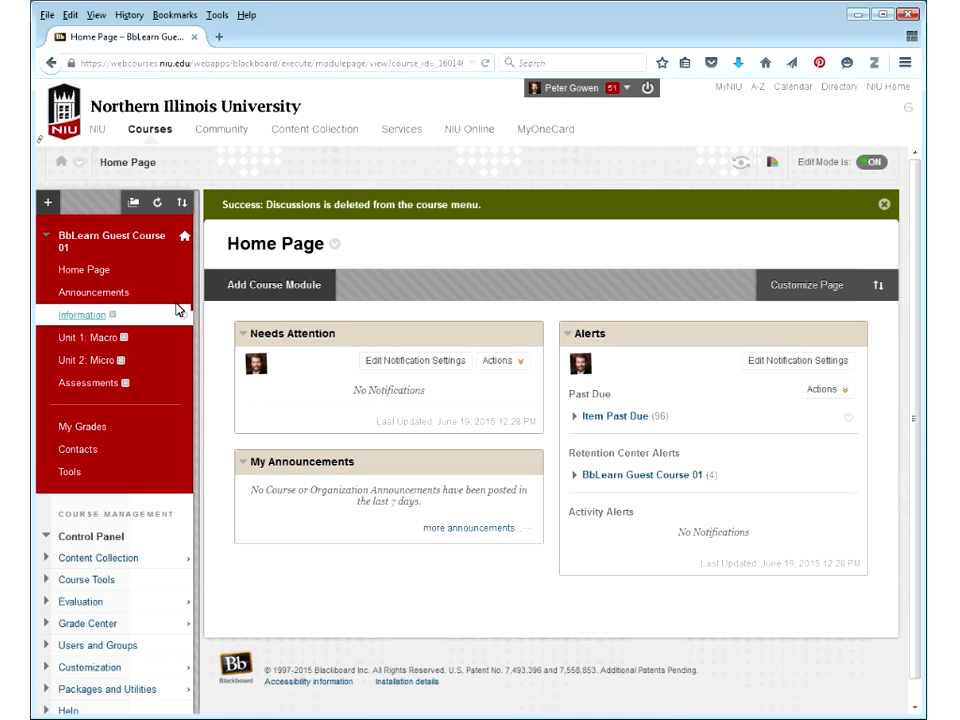 File Edit View History Bookmarks Tools Help
Home Page – BbLearn Gue... × +
https://webcourses.niu.edu/webapps/blackboard/execute/modulepage/view?course_id=_16014
Search
Peter Gowen 51
MyNIU A-Z Calendar Directory NIU Home
Northern Illinois University
NIU
6
NIU Courses Community Content Collection Services NIU Online MyOneCard
Home Page
Edit Mode is: ON
Success: Discussions is deleted from the course menu.
BbLearn Guest Course
01
Home Page
Announcements
Information
Unit 1: Macro
Unit 2: Micro
Assessments
My Grades
Contacts
Tools
COURSE MANAGEMENT
Control Panel
Content Collection
Course Tools
Evaluation
Grade Center
Users and Groups
Customization
Packages and Utilities
Help
Home Page
Add Course Module
Customize Page
Needs Attention
Edit Notification Settings Actions
No Notifications
Last Updated: June 19, 2015 12:28 PM
My Announcements
No Course or Organization Announcements have been posted in
the last 7 days.
more announcements...
Alerts
Edit Notification Settings
Actions
Past Due
Item Past Due (96)
Retention Center Alerts
BbLearn Guest Course 01 (4)
Activity Alerts
No Notifications
Last Updated: June 19, 2015 12:28 PM
Bb
Blackboard
© 1997-2015 Blackboard Inc. All Rights Reserved. U.S. Patent No. 7,493,396 and 7,558,853. Additional Patents Pending.
Accessibility information Installation details